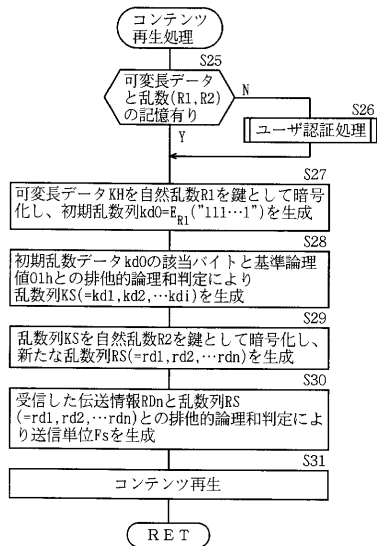 コンテンツ
再生処理
S25
可変長データ
と乱数(R1,R2)
の記憶有り
N
S26
ユーザ認証処理
Y
S27
可変長データKHを自然乱数R1を鍵として暗号
化し、初期乱数列kd0=ER1("111…1")を生成
S28
初期乱数データkd0の該当バイトと基準論理
値01hとの排他的論理和判定により
乱数列KS(=kd1,kd2,…kdi)を生成
S29
乱数列KSを自然乱数R2を鍵として暗号化し、
新たな乱数列RS(=rd1,rd2,…rdn)を生成
S30
受信した伝送情報RDnと乱数列RS
(=rd1,rd2,…rdn)との排他的論理和判定によ
り送信単位Fsを生成
S31
コンテンツ再生
RET